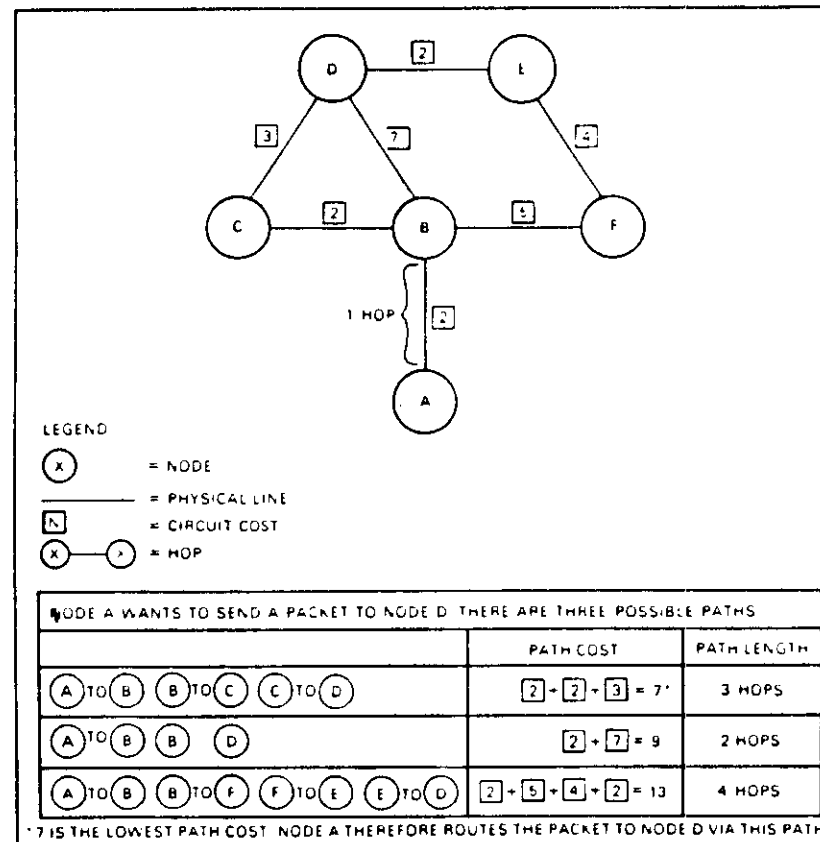 2
D
E
3
7
4
C
2
B
5
F
1 HOP
2
A
LEGEND
X = NODE
= PHYSICAL LINE
N = CIRCUIT COST
X = HOP
NODE A WANTS TO SEND A PACKET TO NODE D THERE ARE THREE POSSIBLE PATHS
PATH COST PATH LENGTH
A TO B B TO C C TO D 2 + 2 + 3 = 7* 3 HOPS
A TO B B D 2 + 7 = 9 2 HOPS
A TO B B TO F F TO E E TO D 2 + 5 + 4 + 2 = 13 4 HOPS
*7 IS THE LOWEST PATH COST NODE A THEREFORE ROUTES THE PACKET TO NODE D VIA THIS PATH